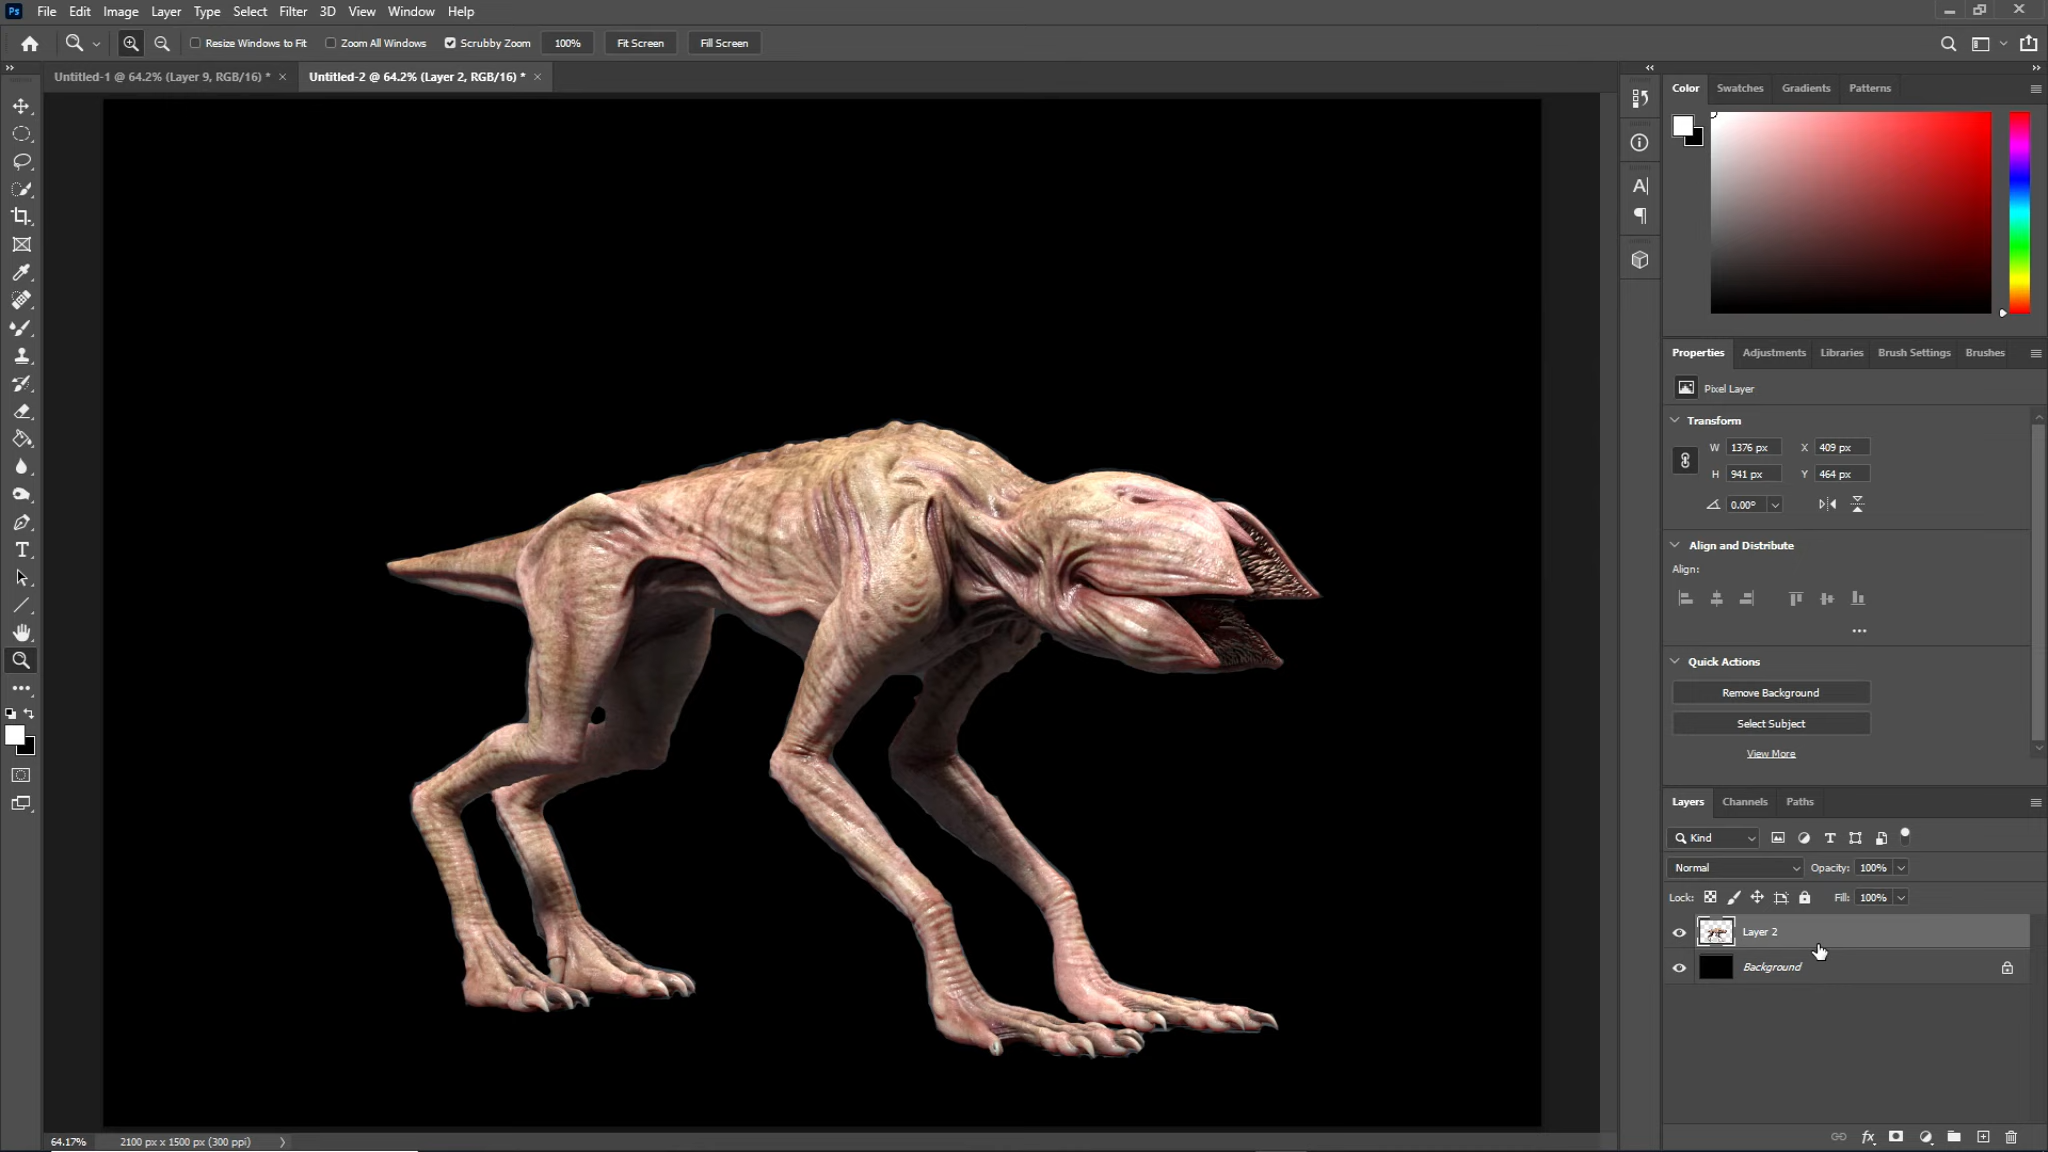 Ps File Edit Image Layer Type Select Filter 3D View Window Help
Resize Windows to Fit Zoom All Windows Scrubby Zoom 100% Fit Screen Fill Screen
Untitled-1 @ 64.2% (Layer 9, RGB/16) * Untitled-2 @ 64.2% (Layer 2, RGB/16) *
Color Swatches Gradients Patterns
Properties Adjustments Libraries Brush Settings Brushes
Pixel Layer
Transform
W 1376 px X 409 px
H 941 px Y 464 px
0.00°
Align and Distribute
Align:
Quick Actions
Remove Background
Select Subject
View More
Layers Channels Paths
Kind
Normal Opacity: 100%
Lock: Fill: 100%
Layer 2
Background
64.17% 2100 px x 1500 px (300 ppi)